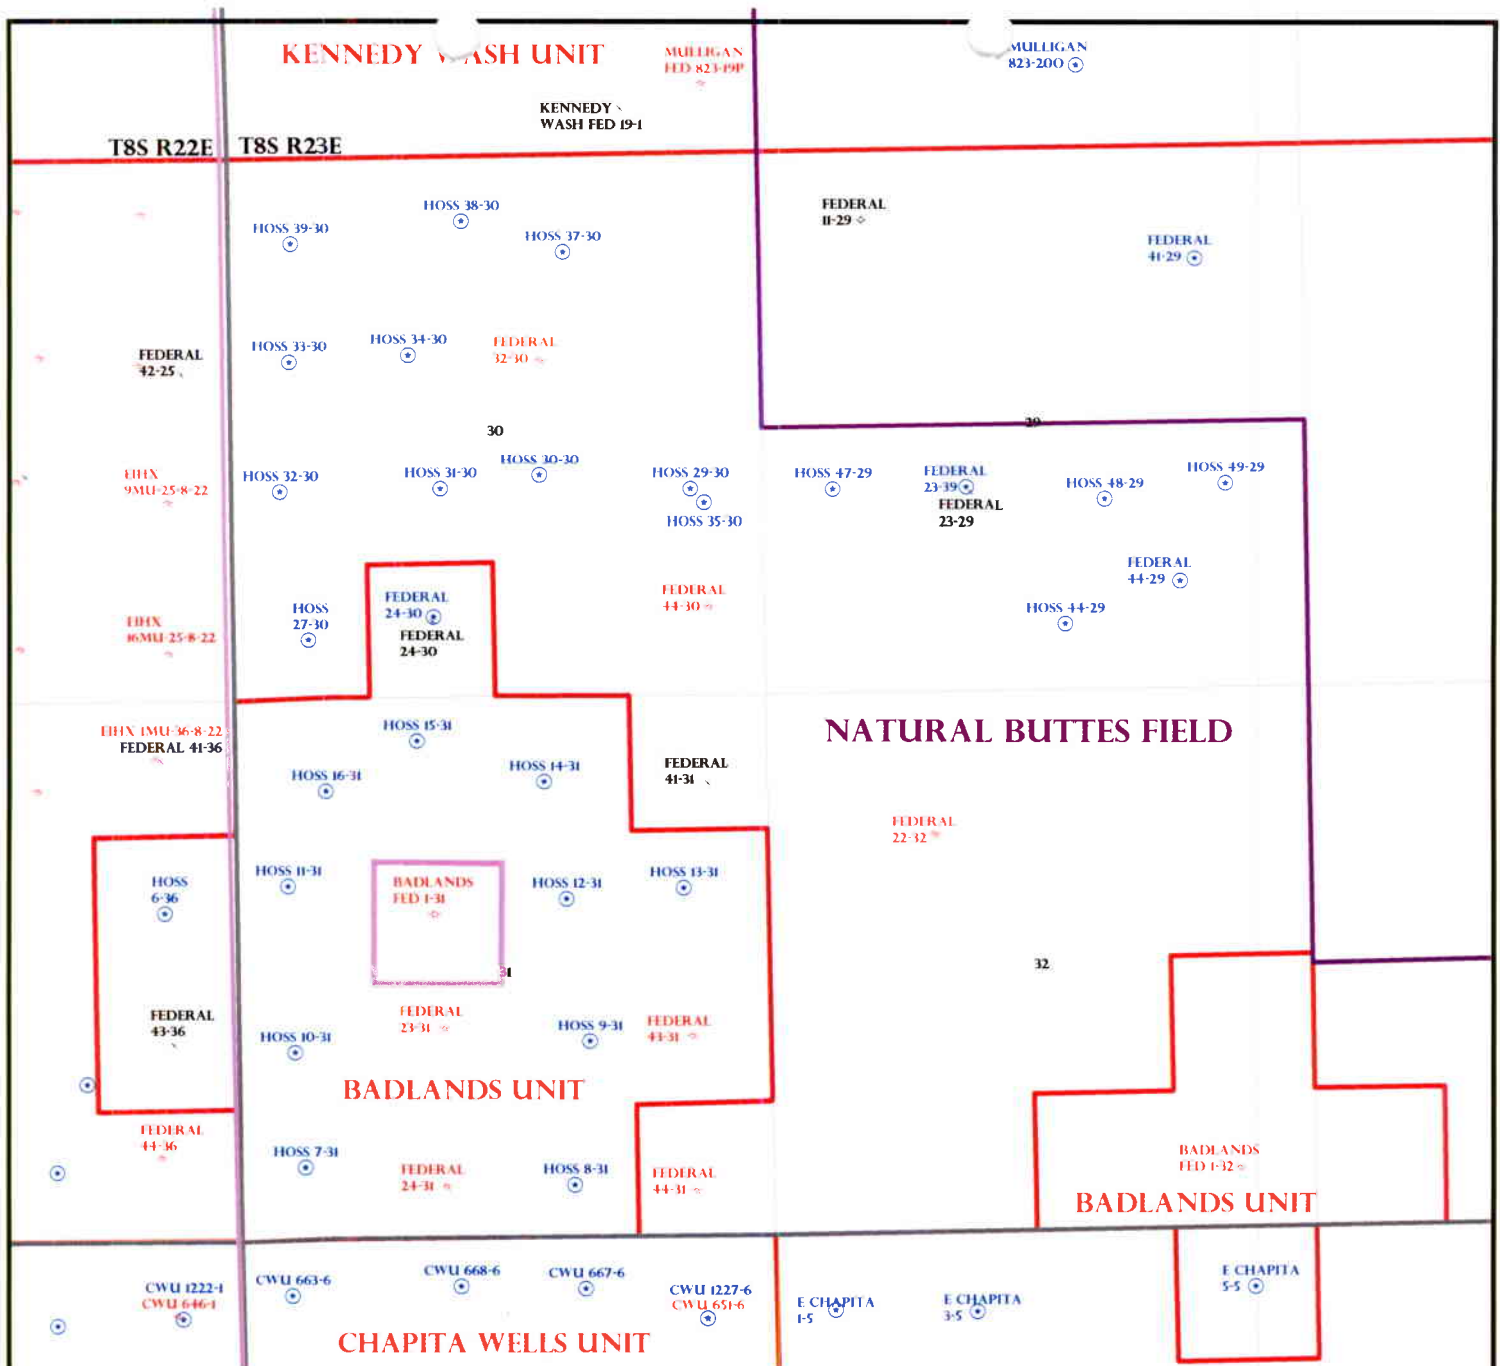 KENNEDY WASH UNIT
MULLIGAN
FED 823-19P
MULLIGAN
823-20O
KENNEDY
WASH FED 19-1
T8S R22E
T8S R23E
HOSS 38-30
HOSS 39-30
HOSS 37-30
FEDERAL
11-29
FEDERAL
41-29
HOSS 33-30
HOSS 34-30
FEDERAL
32-30
FEDERAL
42-25
30
29
HOSS 30-30
HOSS 32-30
HOSS 31-30
HOSS 29-30
HOSS 35-30
HOSS 47-29
FEDERAL
23-39
FEDERAL
23-29
HOSS 48-29
HOSS 49-29
EIHX
9MU-25-8-22
FEDERAL
44-29
HOSS 44-29
FEDERAL
44-30
FEDERAL
24-30
FEDERAL
24-30
HOSS
27-30
EIHX
16MU-25-8-22
EIHX 1MU-36-8-22
FEDERAL 41-36
HOSS 15-31
NATURAL BUTTES FIELD
HOSS 16-31
HOSS 14-31
FEDERAL
41-31
FEDERAL
22-32
HOSS
6-36
HOSS 11-31
BADLANDS
FED 1-31
HOSS 12-31
HOSS 13-31
31
32
FEDERAL
43-36
HOSS 10-31
FEDERAL
23-31
HOSS 9-31
FEDERAL
43-31
BADLANDS UNIT
FEDERAL
44-36
HOSS 7-31
FEDERAL
24-31
HOSS 8-31
FEDERAL
44-31
BADLANDS
FED 1-32
BADLANDS UNIT
CWU 1222-1
CWU 646-1
CWU 663-6
CWU 668-6
CWU 667-6
CWU 1227-6
CWU 651-6
E CHAPITA
1-5
E CHAPITA
3-5
E CHAPITA
5-5
CHAPITA WELLS UNIT